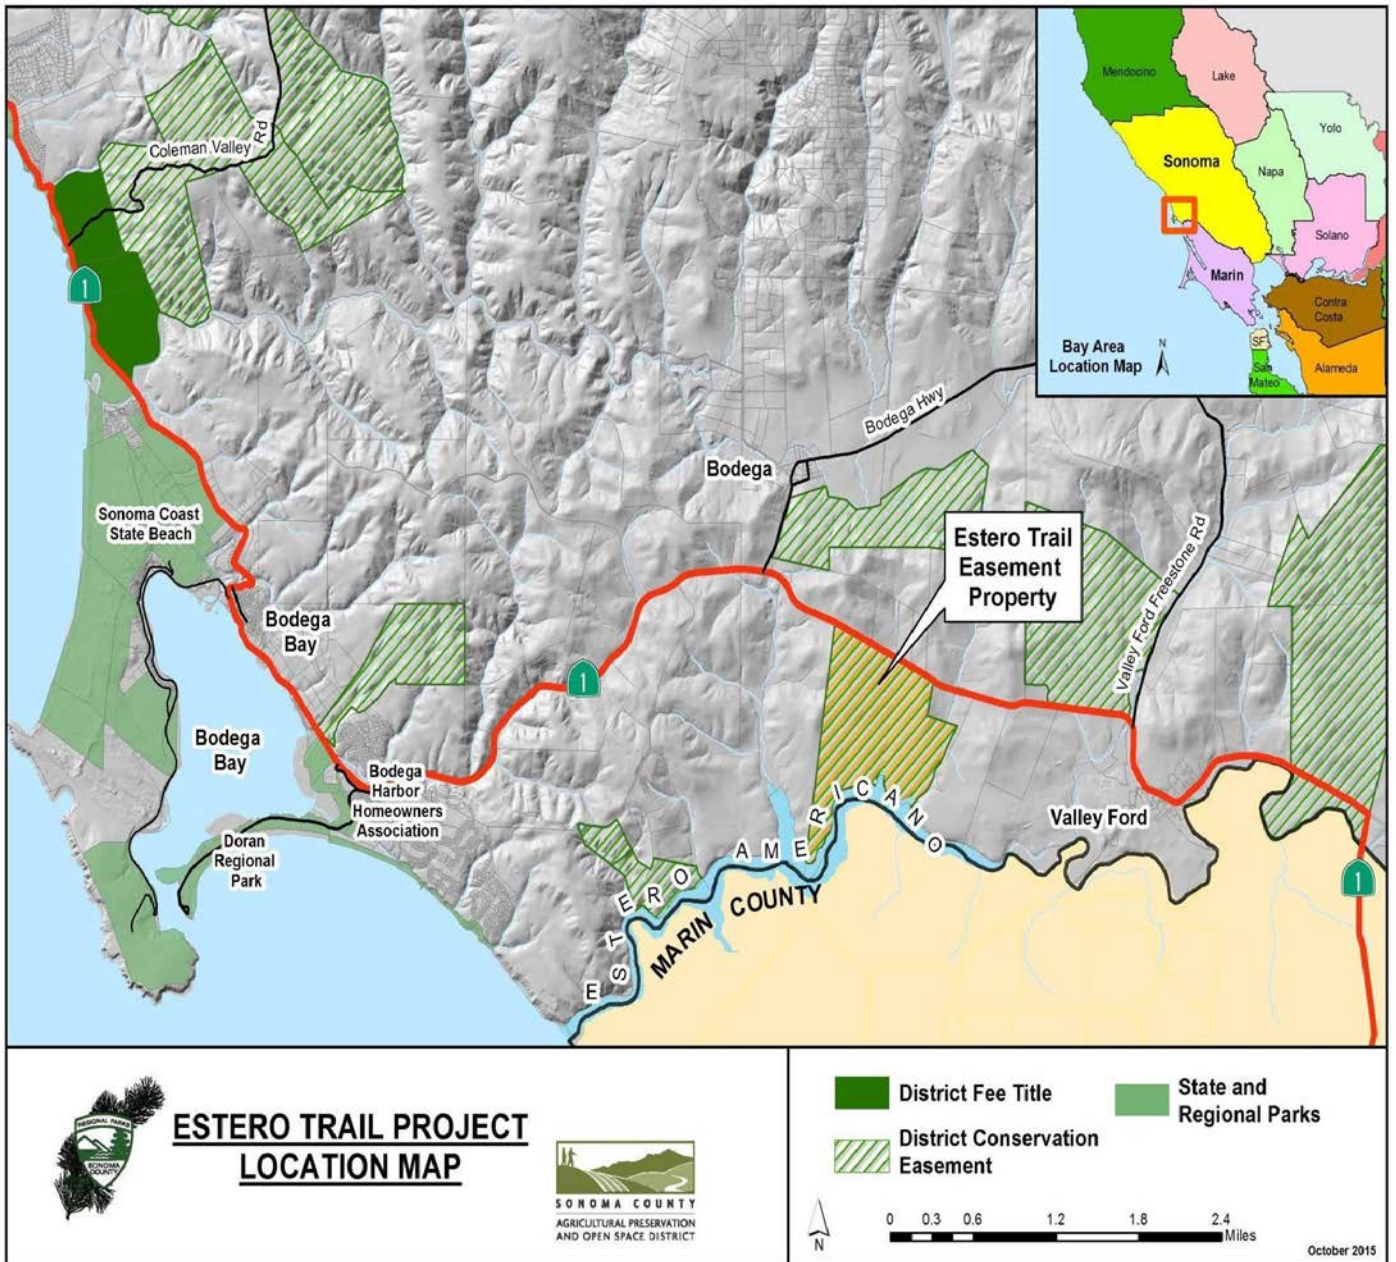 Coleman Valley Rd
1
Sonoma Coast
State Beach
Bodega
Bay
Bodega
Bay
Bodega
Harbor
Homeowners
Association
Doran
Regional
Park
Bodega
Bodega Hwy
1
Estero Trail
Easement
Property
Valley Ford Freestone Rd
Valley Ford
1
ESTERO AMERICANO
MARIN COUNTY
Mendocino
Lake
Sonoma
Yolo
Napa
Solano
Marin
Contra
Costa
SF
San
Mateo
Alameda
Bay Area
Location Map
N
REGIONAL PARKS
SONOMA
COUNTY
ESTERO TRAIL PROJECT
LOCATION MAP
SONOMA COUNTY
AGRICULTURAL PRESERVATION
AND OPEN SPACE DISTRICT
District Fee Title
District Conservation
Easement
State and
Regional Parks
N
0 0.3 0.6 1.2 1.8 2.4
Miles
October 2015